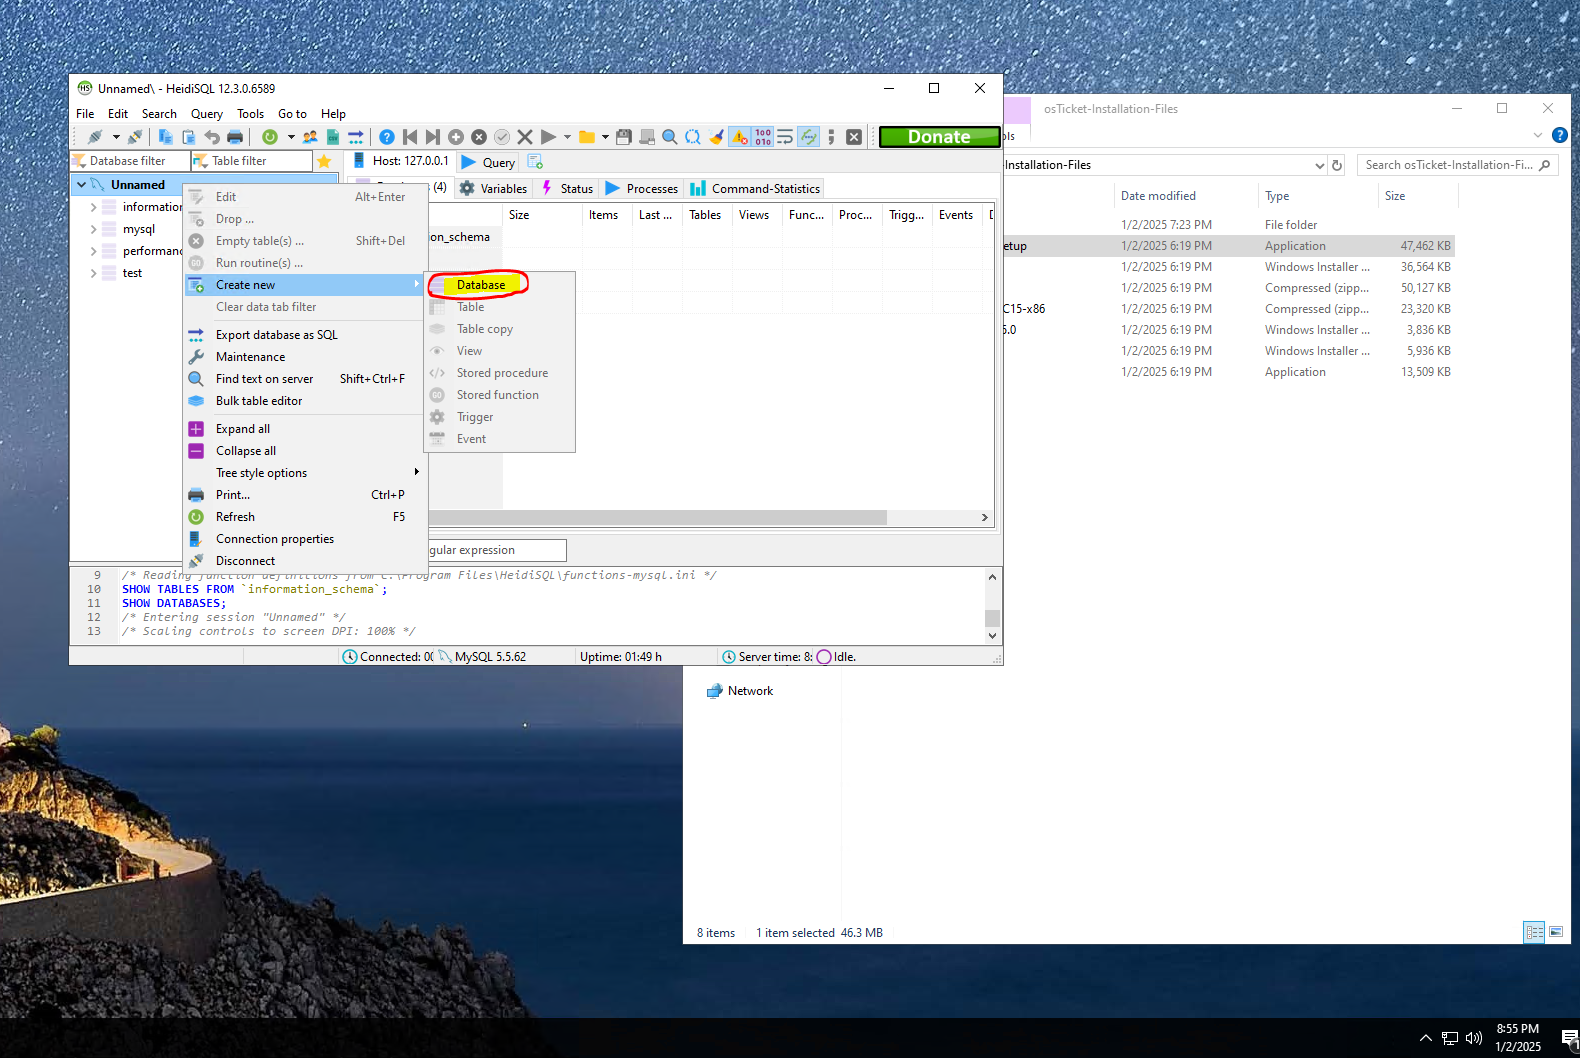 Unnamed\ - HeidiSQL 12.3.0.6589
File Edit Search Query Tools Go to Help
Donate
Database filter Table filter Host: 127.0.0.1 Query
Unnamed
(4) Variables Status Processes Command-Statistics
information
mysql
performanc
test
Size Items Last ... Tables Views Func... Proc... Trigg... Events D
on_schema
Edit Alt+Enter
Drop ...
Empty table(s) ... Shift+Del
Run routine(s) ...
Create new
Clear data tab filter
Export database as SQL
Maintenance
Find text on server Shift+Ctrl+F
Bulk table editor
Expand all
Collapse all
Tree style options
Print... Ctrl+P
Refresh F5
Connection properties
Disconnect
Database
Table
Table copy
View
Stored procedure
Stored function
Trigger
Event
gular expression
9 /* Reading function definitions from C:\Program Files\HeidiSQL\functions-mysql.ini */
10 SHOW TABLES FROM `information_schema`;
11 SHOW DATABASES;
12 /* Entering session "Unnamed" */
13 /* Scaling controls to screen DPI: 100% */
Connected: 00 MySQL 5.5.62 Uptime: 01:49 h Server time: 8: Idle.
osTicket-Installation-Files
ols
Installation-Files Search osTicket-Installation-Fi...
Date modified Type Size
1/2/2025 7:23 PM File folder
etup 1/2/2025 6:19 PM Application 47,462 KB
1/2/2025 6:19 PM Windows Installer ... 36,564 KB
1/2/2025 6:19 PM Compressed (zipp... 50,127 KB
C15-x86 1/2/2025 6:19 PM Compressed (zipp... 23,320 KB
5.0 1/2/2025 6:19 PM Windows Installer ... 3,836 KB
1/2/2025 6:19 PM Windows Installer ... 5,936 KB
1/2/2025 6:19 PM Application 13,509 KB
Network
8 items 1 item selected 46.3 MB
8:55 PM
1/2/2025